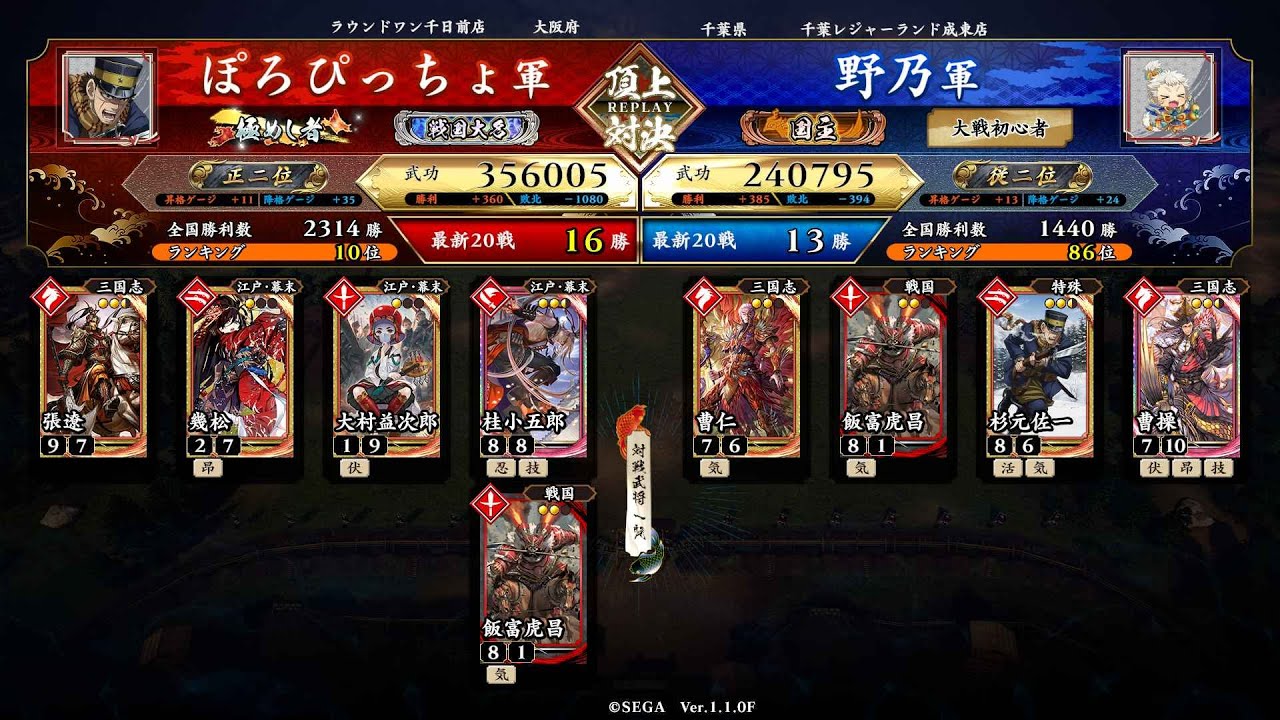 ラウンドワン千日前店 大阪府 千葉県 千葉レジャーランド成東店
ぽろぴっちょ軍 頂上 REPLAY 対決 野乃軍
極めし者 戦国大名 国主 大戦初心者
正二位 武功 356005 武功 240795 従二位
昇格ゲージ +11 降格ゲージ +35 勝利 +360 敗北 -1080 勝利 +385 敗北 -394 昇格ゲージ +13 降格ゲージ +24
全国勝利数 2314勝 最新20戦 16勝 最新20戦 13勝 全国勝利数 1440勝
ランキング 10位 ランキング 86位
三国志 江戸・幕末 江戸・幕末 江戸・幕末 三国志 戦国 特殊 三国志
張遼 幾松 大村益次郎 桂小五郎 曹仁 飯富虎昌 杉元佐一 曹操
9 7 2 7 1 9 8 8 7 6 8 1 8 6 7 10
昂 伏 忍 技 気 気 活 気 伏 昂 技
対戦武将一覧
戦国
飯富虎昌
8 1
気
©SEGA Ver.1.1.0F